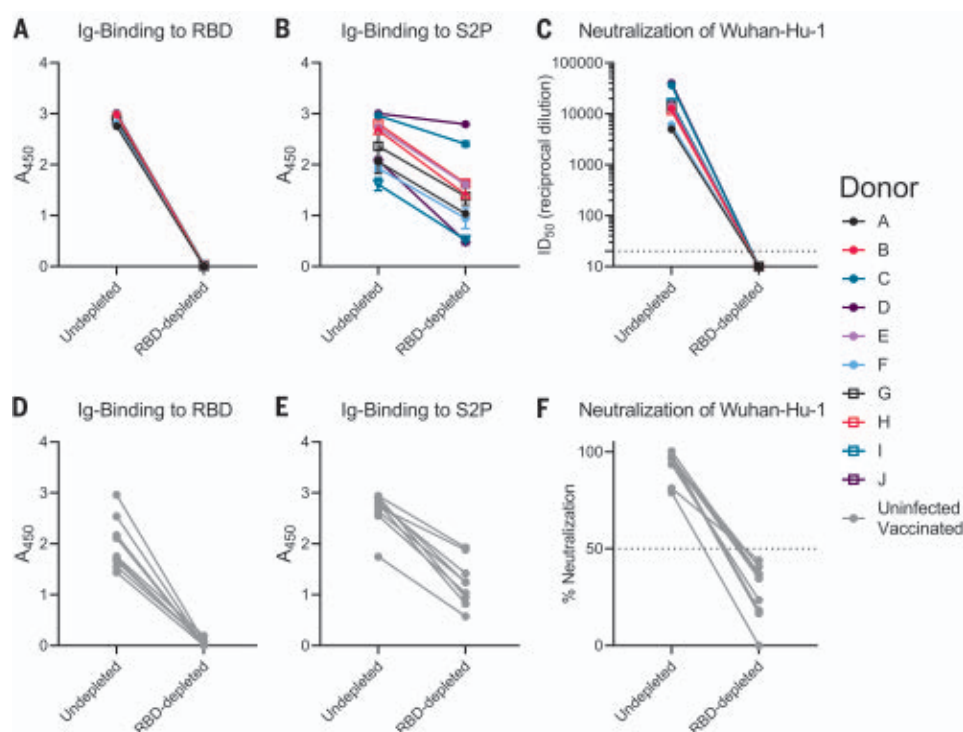 A Ig-Binding to RBD
4
3
2
1
0
A450
Undepleted
RBD-depleted
B Ig-Binding to S2P
4
3
2
1
0
A450
Undepleted
RBD-depleted
C Neutralization of Wuhan-Hu-1
100000
10000
1000
100
10
ID50 (reciprocal dilution)
Undepleted
RBD-depleted
Donor
A
B
C
D
E
F
G
H
I
J
Uninfected
Vaccinated
D Ig-Binding to RBD
4
3
2
1
0
A450
Undepleted
RBD-depleted
E Ig-Binding to S2P
4
3
2
1
0
A450
Undepleted
RBD-depleted
F Neutralization of Wuhan-Hu-1
100
50
0
% Neutralization
Undepleted
RBD-depleted